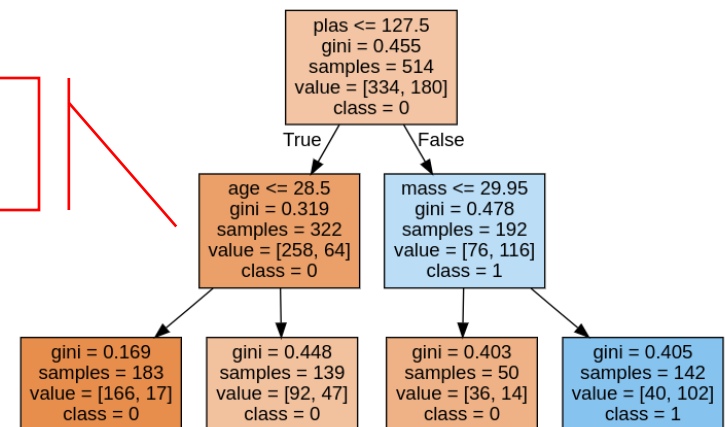 plas <= 127.5
gini = 0.455
samples = 514
value = [334, 180]
class = 0
True
False
age <= 28.5
gini = 0.319
samples = 322
value = [258, 64]
class = 0
mass <= 29.95
gini = 0.478
samples = 192
value = [76, 116]
class = 1
gini = 0.169
samples = 183
value = [166, 17]
class = 0
gini = 0.448
samples = 139
value = [92, 47]
class = 0
gini = 0.403
samples = 50
value = [36, 14]
class = 0
gini = 0.405
samples = 142
value = [40, 102]
class = 1